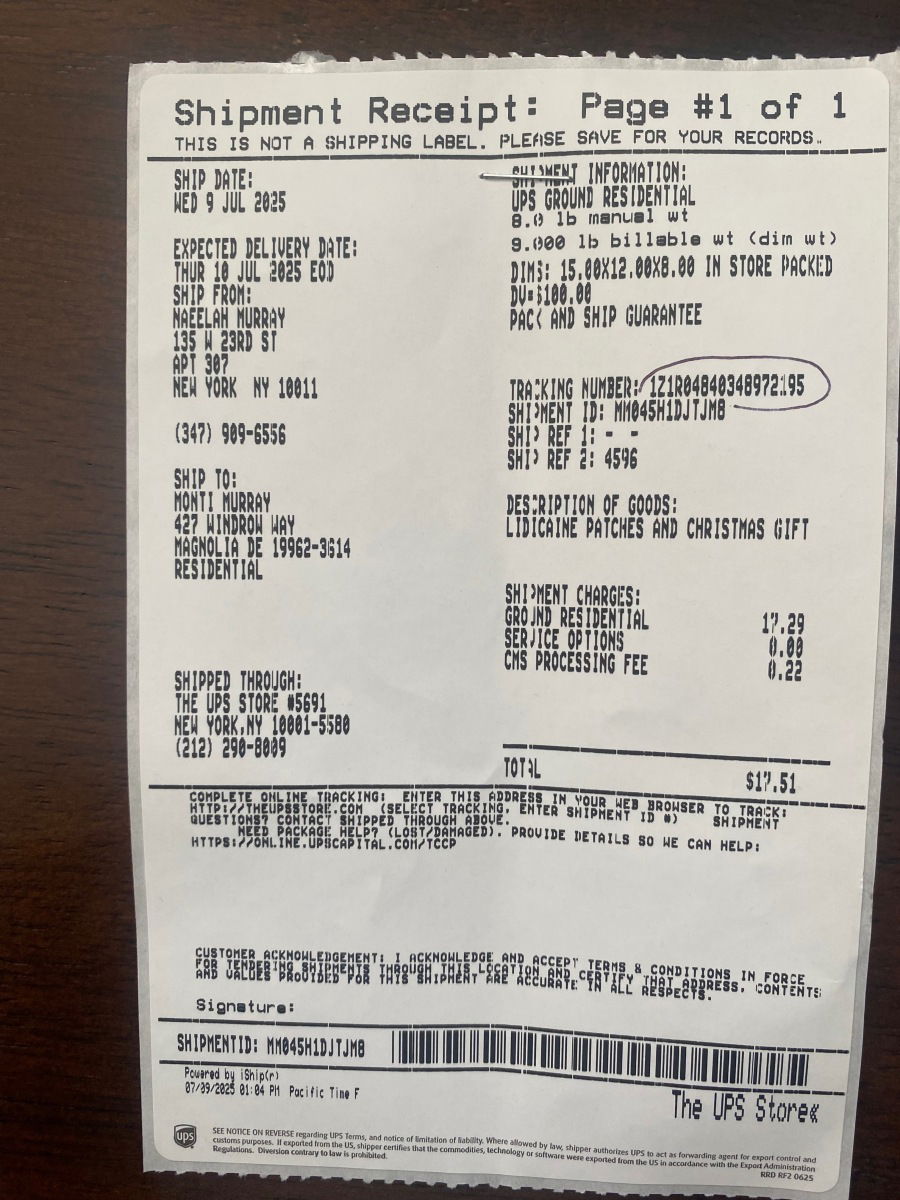 Shipment Receipt: Page #1 of 1
THIS IS NOT A SHIPPING LABEL. PLEASE SAVE FOR YOUR RECORDS.
SHIP DATE:
WED 9 JUL 2025
EXPECTED DELIVERY DATE:
THUR 10 JUL 2025 EOD
SHIP FROM:
NAEELAH MURRAY
135 W 23RD ST
APT 307
NEW YORK NY 10011
(347) 909-6556
SHIP TO:
MONTI MURRAY
427 WINDROW WAY
MAGNOLIA DE 19962-3614
RESIDENTIAL
SHIPPED THROUGH:
THE UPS STORE #5691
NEW YORK,NY 10001-5580
(212) 290-8009
SHIPMENT INFORMATION:
UPS GROUND RESIDENTIAL
8.0 lb manual wt
9.000 lb billable wt (dim wt)
DIMS: 15.00X12.00X8.00 IN STORE PACKED
DV=$100.00
PACK AND SHIP GUARANTEE
TRACKING NUMBER: 1Z1R04840348972195
SHIPMENT ID: MM045H1DJTJM8
SHIP REF 1: - -
SHIP REF 2: 4596
DESCRIPTION OF GOODS:
LIDICAINE PATCHES AND CHRISTMAS GIFT
SHIPMENT CHARGES:
GROUND RESIDENTIAL 17.29
SERVICE OPTIONS 0.00
CMS PROCESSING FEE 0.22
TOTAL $17.51
COMPLETE ONLINE TRACKING: ENTER THIS ADDRESS IN YOUR WEB BROWSER TO TRACK:
HTTP://THEUPSSTORE.COM (SELECT TRACKING, ENTER SHIPMENT ID #) SHIPMENT
QUESTIONS? CONTACT SHIPPED THROUGH ABOVE.
NEED PACKAGE HELP? (LOST/DAMAGED). PROVIDE DETAILS SO WE CAN HELP:
HTTPS://ONLINE.UPSCAPITAL.COM/TCCP
CUSTOMER ACKNOWLEDGEMENT: I ACKNOWLEDGE AND ACCEPT TERMS & CONDITIONS IN FORCE
FOR TENDERING SHIPMENTS THROUGH THIS LOCATION AND CERTIFY THAT ADDRESS, CONTENTS
AND VALUES PROVIDED FOR THIS SHIPMENT ARE ACCURATE IN ALL RESPECTS.
Signature:
SHIPMENTID: MM045H1DJTJM8
Powered by iShip(r)
07/09/2025 01:04 PM Pacific Time F
The UPS Store
ups
SEE NOTICE ON REVERSE regarding UPS Terms, and notice of limitation of liability. Where allowed by law, shipper authorizes UPS to act as forwarding agent for export control and
customs purposes. If exported from the US, shipper certifies that the commodities, technology or software were exported from the US in accordance with the Export Administration
Regulations. Diversion contrary to law is prohibited.
RRD RF2 0625